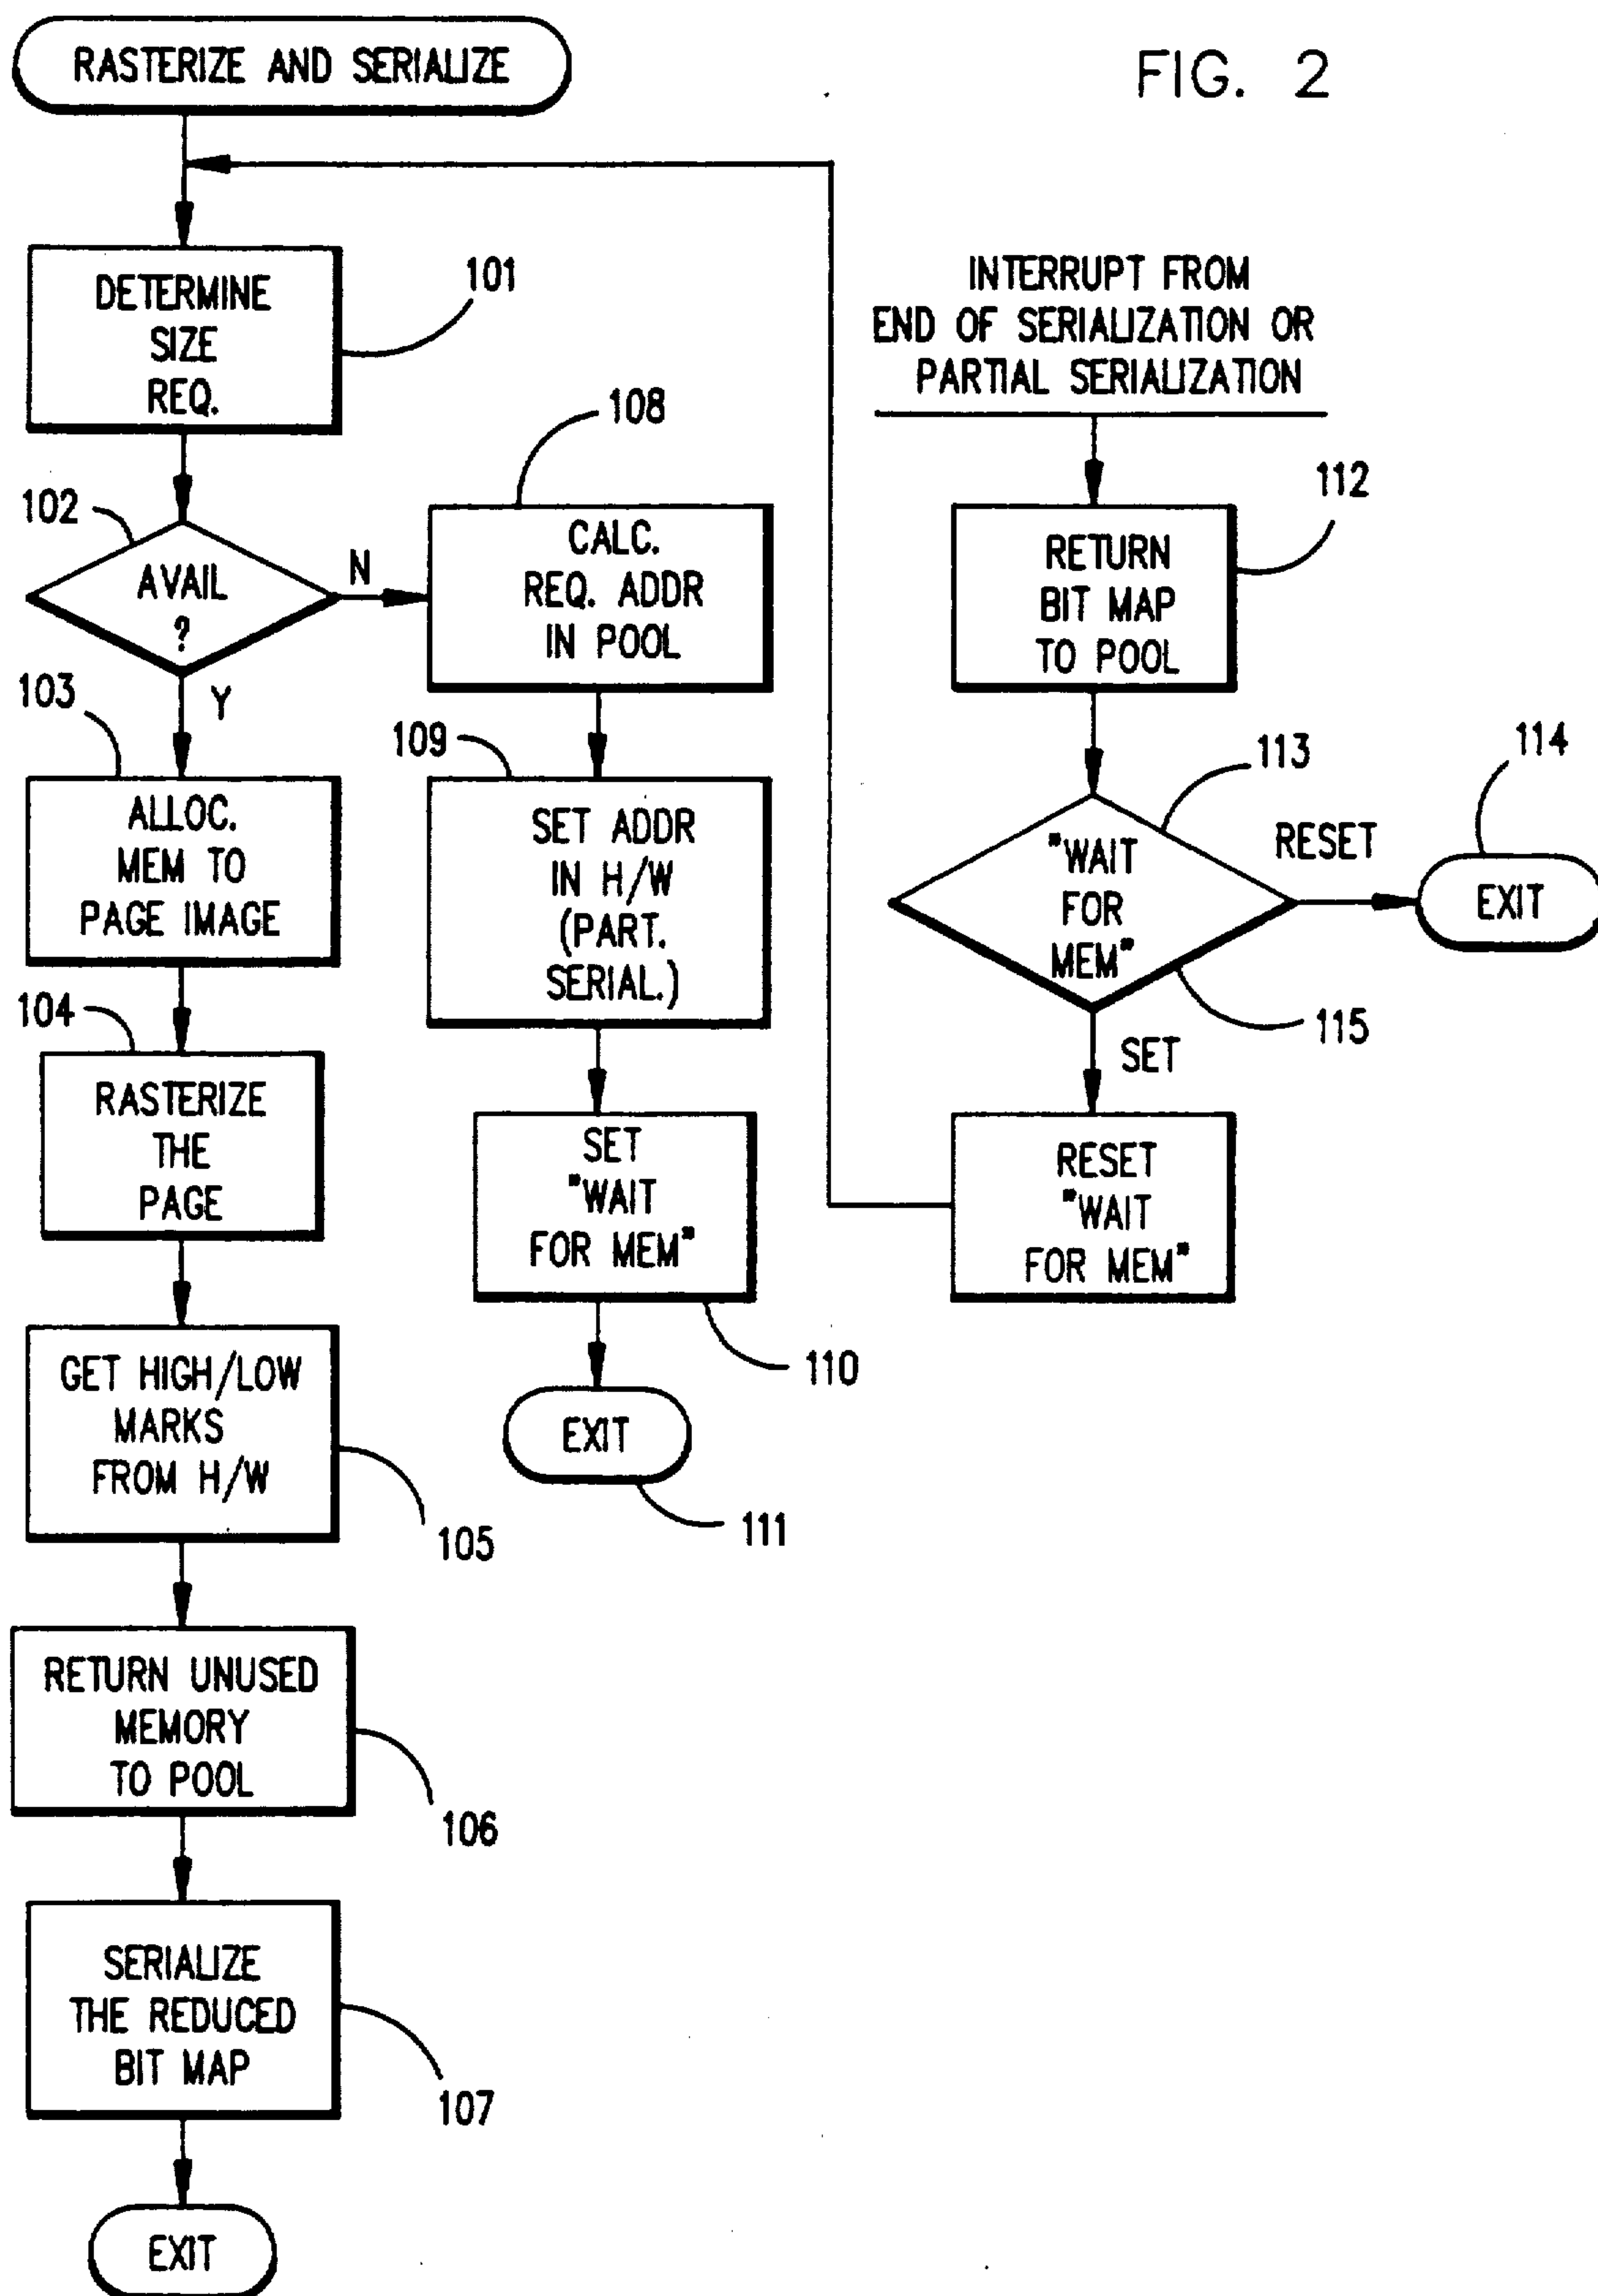 FIG. 2
RASTERIZE AND SERIALIZE
DETERMINE
SIZE
REQ.
101
102
AVAIL
?
N
Y
103
ALLOC.
MEM TO
PAGE IMAGE
104
RASTERIZE
THE
PAGE
GET HIGH/LOW
MARKS
FROM H/W
105
RETURN UNUSED
MEMORY
TO POOL
106
SERIALIZE
THE REDUCED
BIT MAP
107
EXIT
108
CALC.
REQ. ADDR
IN POOL
109
SET ADDR
IN H/W
(PART.
SERIAL.)
SET
"WAIT
FOR MEM"
110
EXIT
111
INTERRUPT FROM
END OF SERIALIZATION OR
PARTIAL SERIALIZATION
112
RETURN
BIT MAP
TO POOL
113
"WAIT
FOR
MEM"
RESET
114
EXIT
115
SET
RESET
"WAIT
FOR MEM"